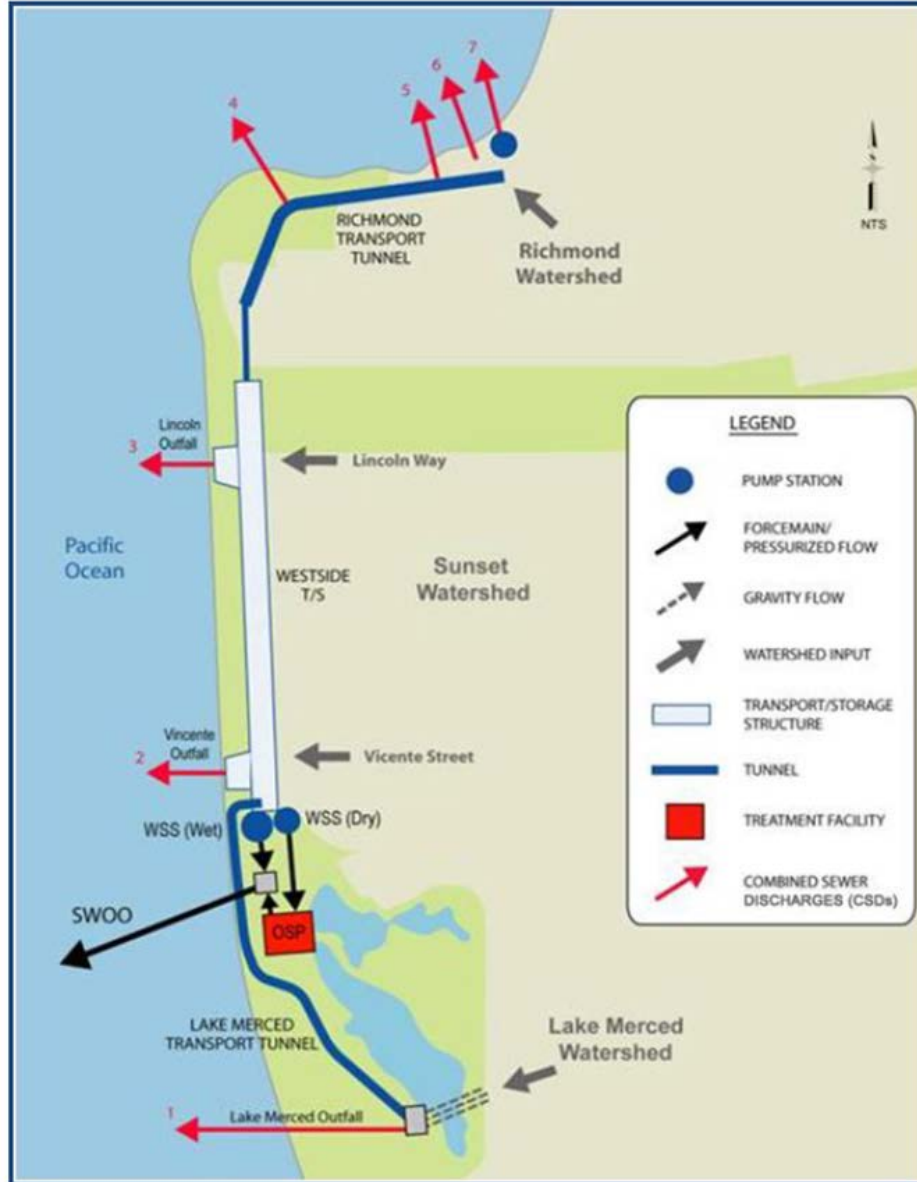 7
6
5
4
RICHMOND
TRANSPORT
TUNNEL
Richmond
Watershed
NTS
Lincoln
Outfall
3
Lincoln Way
Pacific
Ocean
WESTSIDE
T/S
Sunset
Watershed
Vincente
Outfall
2
Vicente Street
WSS (Wet)
WSS (Dry)
SWOO
OSP
LAKE MERCED
TRANSPORT TUNNEL
Lake Merced
Watershed
1
Lake Merced Outfall
LEGEND
PUMP STATION
FORCEMAIN/
PRESSURIZED FLOW
GRAVITY FLOW
WATERSHED INPUT
TRANSPORT/STORAGE
STRUCTURE
TUNNEL
TREATMENT FACILITY
COMBINED SEWER
DISCHARGES (CSDs)